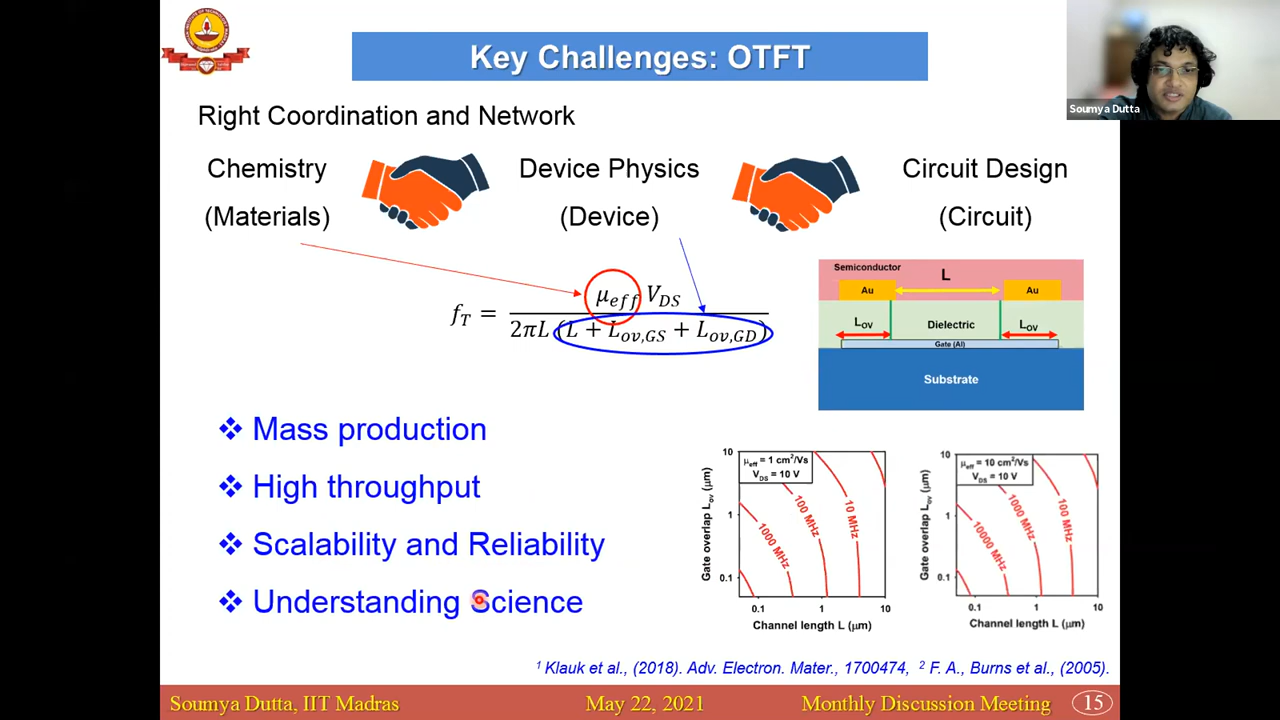 Key Challenges: OTFT
Soumya Dutta
Right Coordination and Network
Chemistry
(Materials)
Device Physics
(Device)
Circuit Design
(Circuit)
f_T = μ_eff V_DS / 2πL (L + L_ov,GS + L_ov,GD)
Semiconductor
L
Au
Au
L_OV
Dielectric
L_OV
Gate (Al)
Substrate
❖ Mass production
❖ High throughput
❖ Scalability and Reliability
❖ Understanding Science
μ_eff = 1 cm²/Vs
V_DS = 10 V
1000 MHz
100 MHz
10 MHz
Gate overlap L_ov (μm)
10
1
0.1
0.1
1
10
Channel length L (μm)
μ_eff = 10 cm²/Vs
V_DS = 10 V
10000 MHz
1000 MHz
100 MHz
Gate overlap L_ov (μm)
10
1
0.1
0.1
1
10
Channel length L (μm)
¹ Klauk et al., (2018). Adv. Electron. Mater., 1700474, ² F. A., Burns et al., (2005).
Soumya Dutta, IIT Madras
May 22, 2021
Monthly Discussion Meeting
15